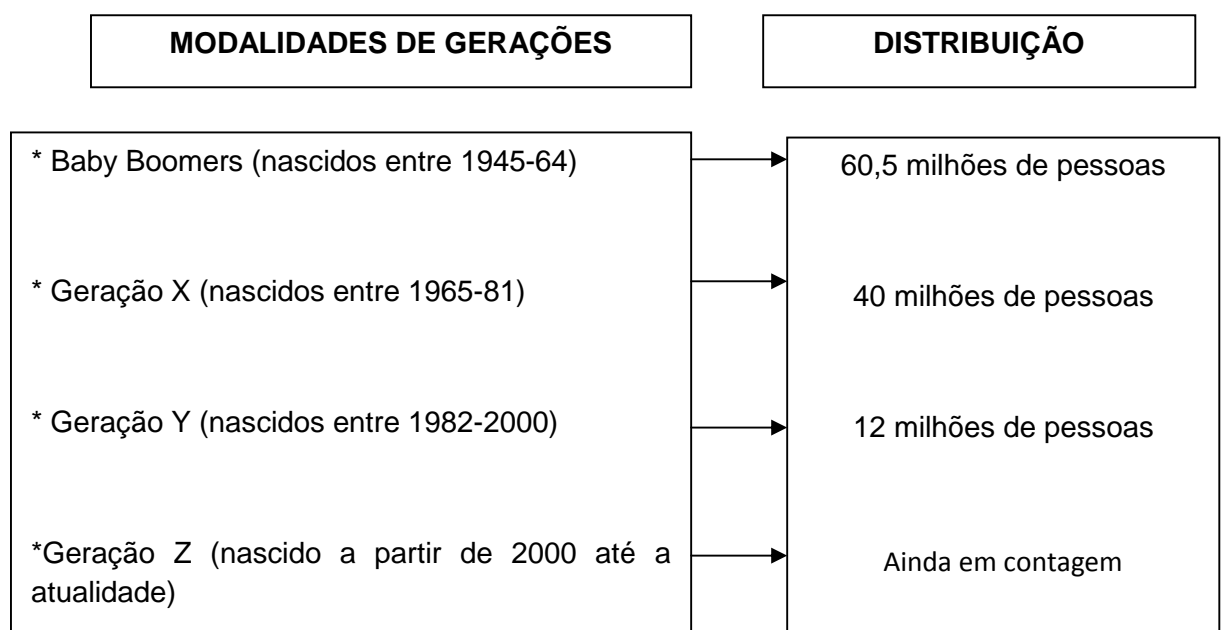 MODALIDADES DE GERAÇÕES
DISTRIBUIÇÃO
* Baby Boomers (nascidos entre 1945-64)
60,5 milhões de pessoas
* Geração X (nascidos entre 1965-81)
40 milhões de pessoas
* Geração Y (nascidos entre 1982-2000)
12 milhões de pessoas
*Geração Z (nascido a partir de 2000 até a
atualidade)
Ainda em contagem